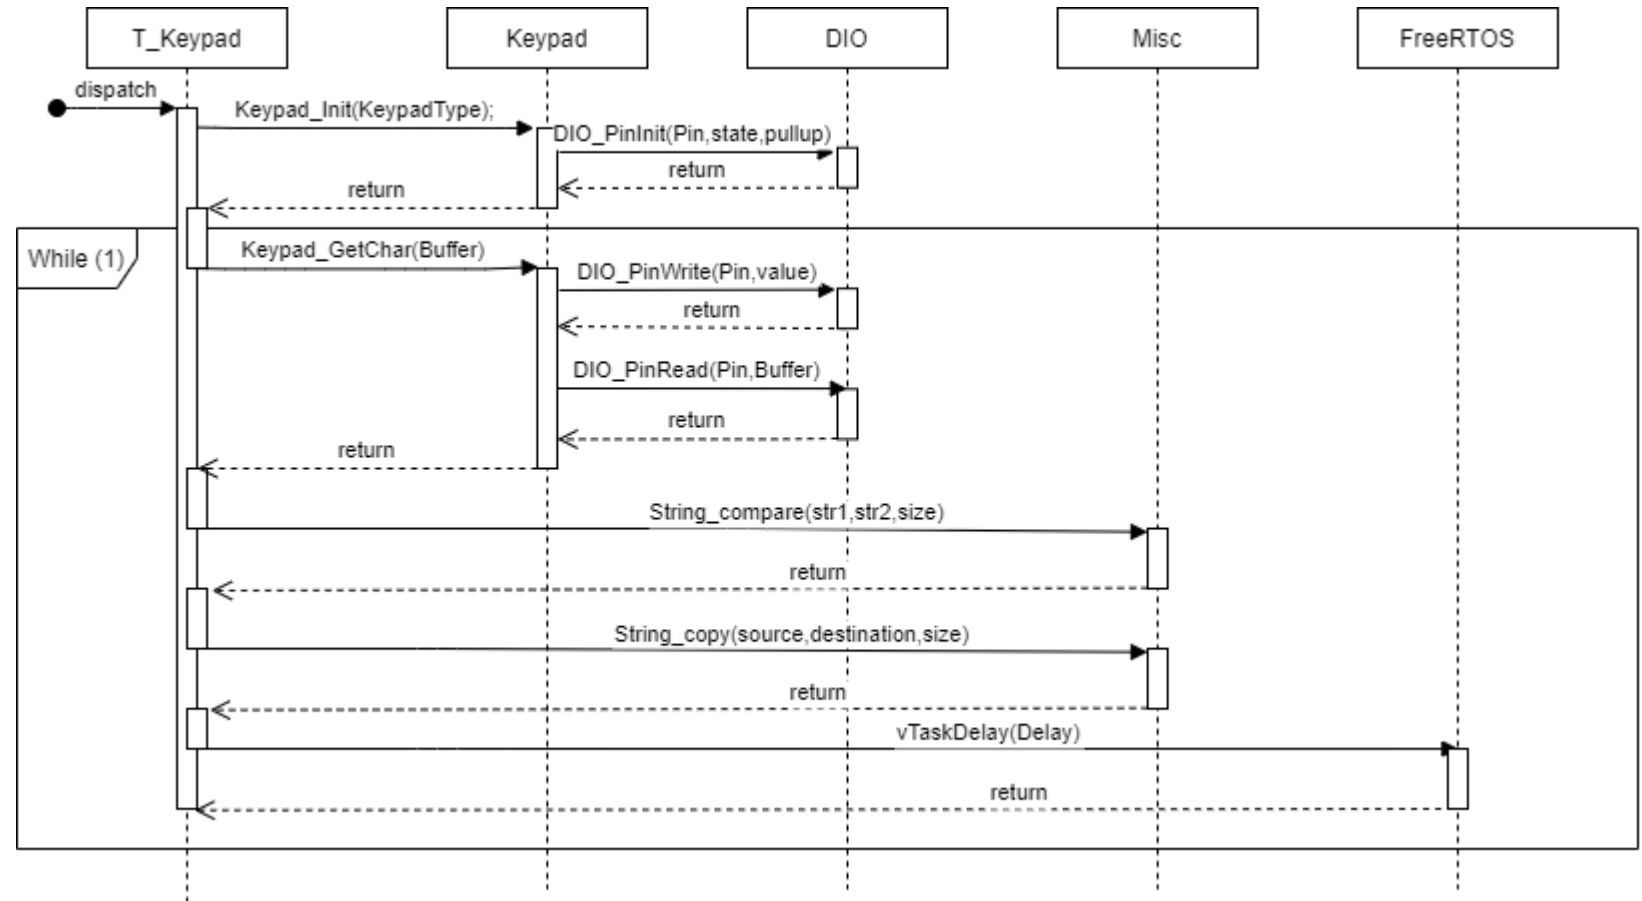 T_Keypad
Keypad
DIO
Misc
FreeRTOS
dispatch
Keypad_Init(KeypadType);
DIO_PinInit(Pin,state,pullup)
return
return
While (1)
Keypad_GetChar(Buffer)
DIO_PinWrite(Pin,value)
return
DIO_PinRead(Pin,Buffer)
return
return
String_compare(str1,str2,size)
return
String_copy(source,destination,size)
return
vTaskDelay(Delay)
return